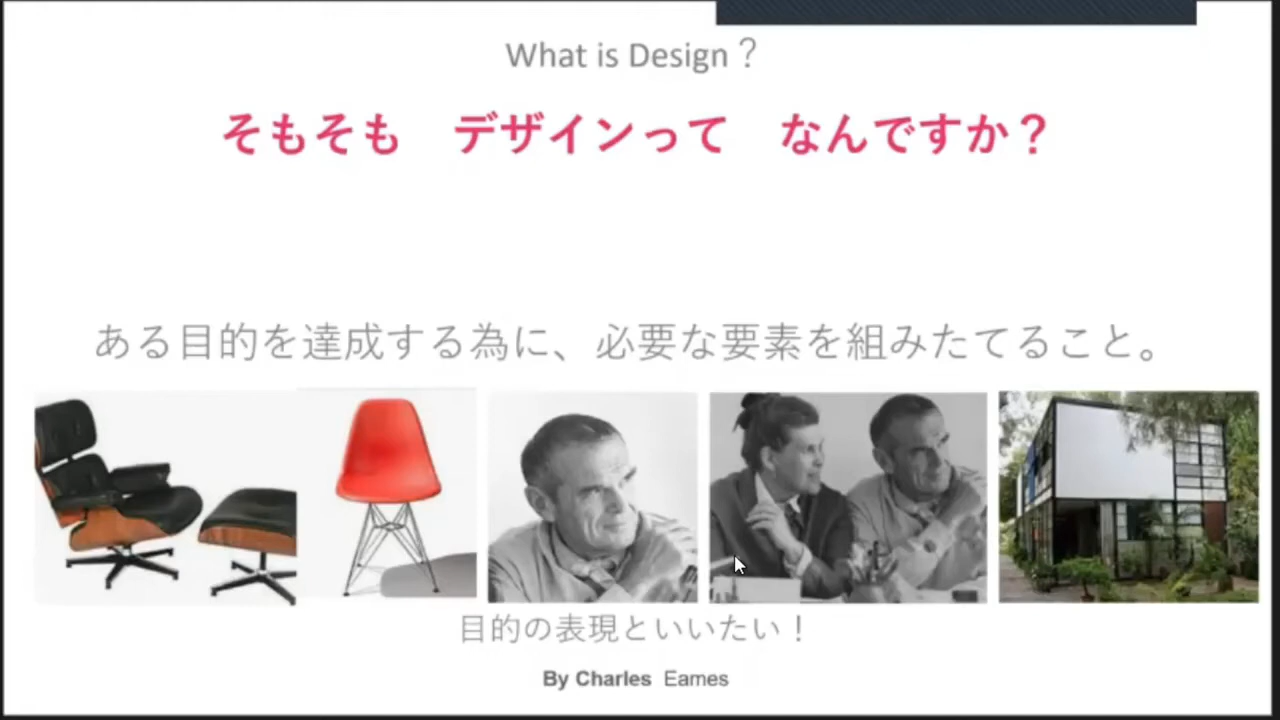 What is Design？
そもそも　デザインって　なんですか？
ある目的を達成する為に、必要な要素を組みたてること。
目的の表現といいたい！
By Charles Eames